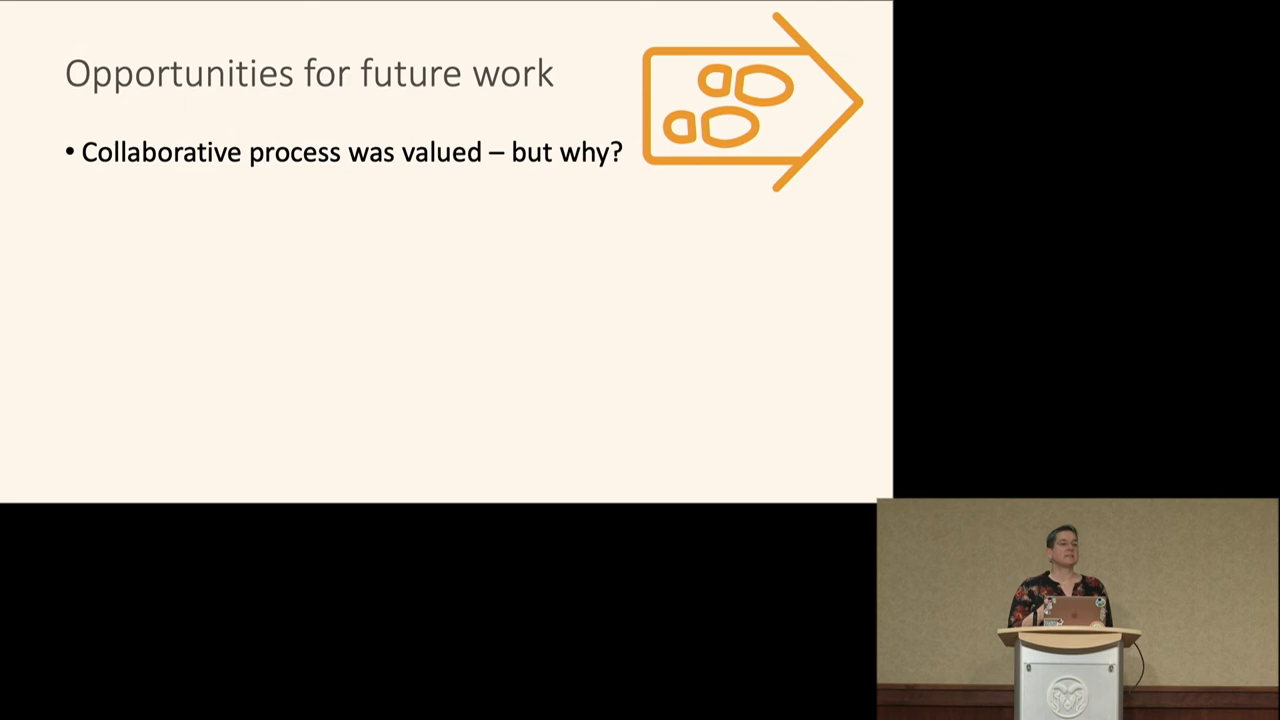 Opportunities for future work
• Collaborative process was valued – but why?